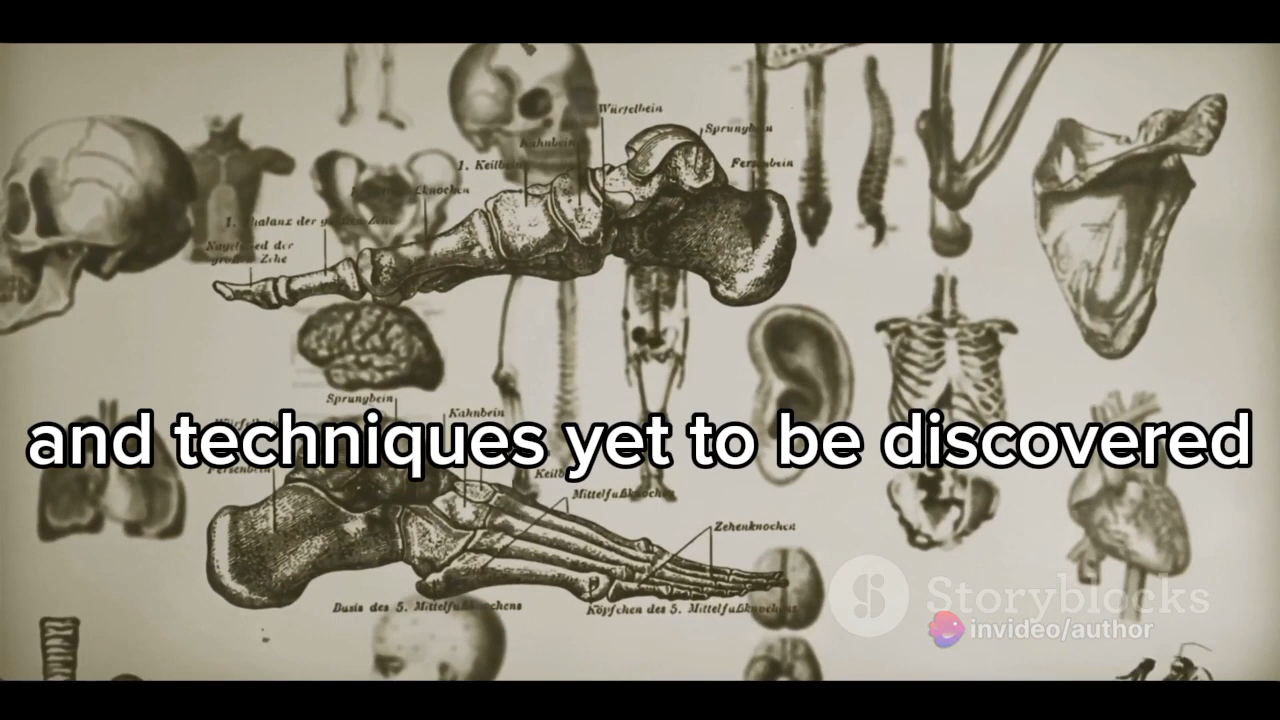 Würfelbein
Kahnbein
Sprungbein
1. Keilbein
Fersenbein
knochen
1. Phalanx der großen Zehe
Nagelglied der
großen Zehe
Sprungbein
Kahnbein
and techniques yet to be discovered
Fersenbein
Mittelfußknochen
Zehenknochen
Basis des 5. Mittelfußknochens
Köpfchen des 5. Mittelfußknochens
Storyblocks
invideo/author